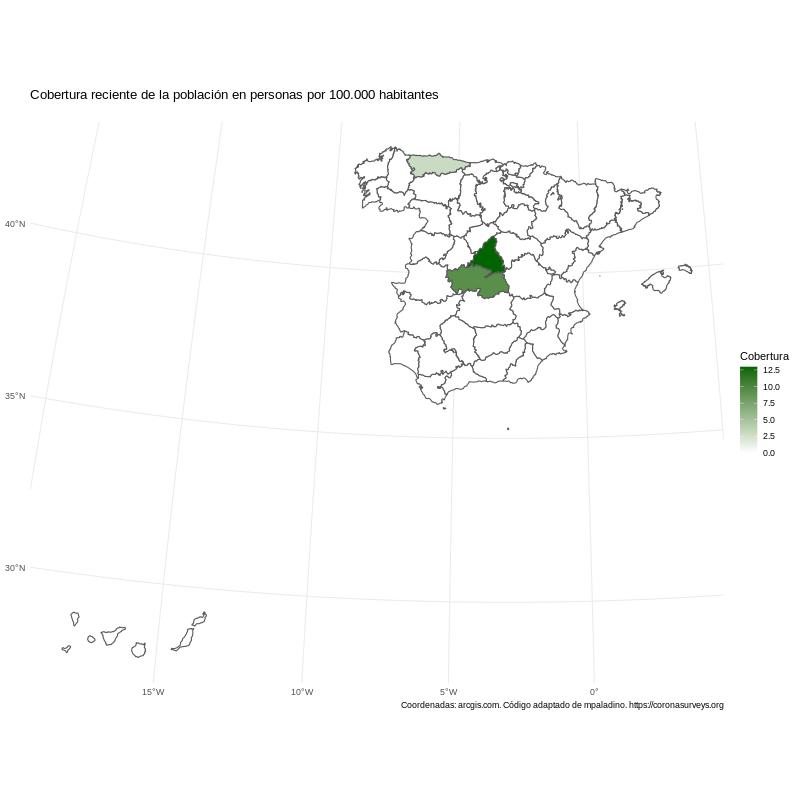 Cobertura reciente de la población en personas por 100.000 habitantes
40°N
35°N
30°N
15°W
10°W
5°W
0°
Cobertura
12.5
10.0
7.5
5.0
2.5
0.0
Coordenadas: arcgis.com. Código adaptado de mpaladino. https://coronasurveys.org